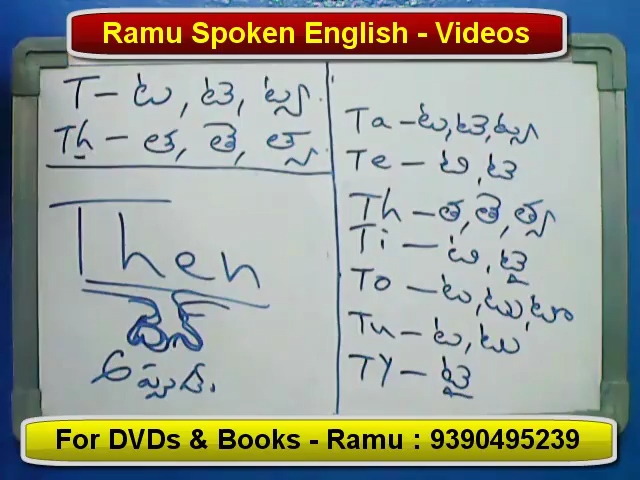 Ramu Spoken English - Videos
T - ట, టె, ట్స
Th - త, తె, త్స
Then
దెన్
అప్పుడు.
Ta - ట, టె, ట్స
Te - ట, టె
Th - త, తె, త్స
Ti - ట, టై
To - ట, టు, టూ
Tu - ట, టు
TY - టై
For DVDs & Books - Ramu : 9390495239